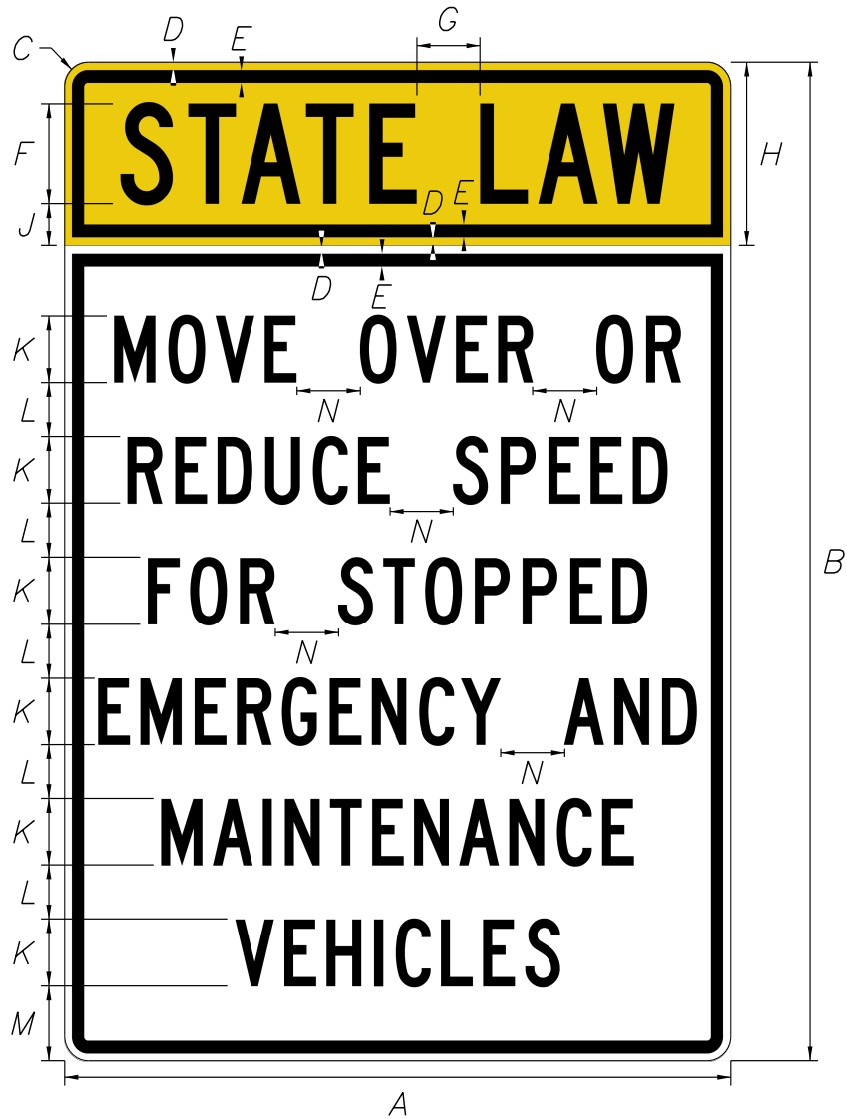 D
G
C
E
STATE LAW
F
H
J
D
E
D
E
K
MOVE OVER OR
N
N
L
K
REDUCE SPEED
N
L
B
K
FOR STOPPED
N
L
K
EMERGENCY AND
N
L
K
MAINTENANCE
L
K
VEHICLES
M
A